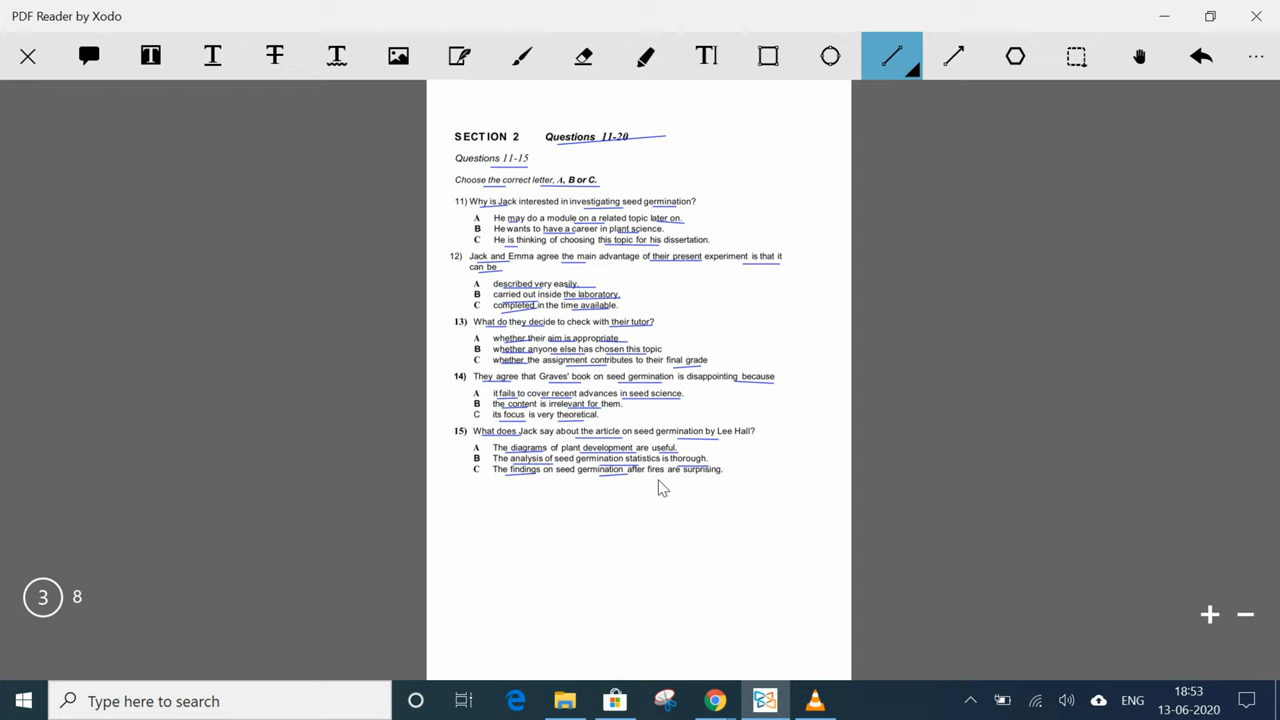 PDF Reader by Xodo
SECTION 2 Questions 11-20
Questions 11-15
Choose the correct letter, A, B or C.
11) Why is Jack interested in investigating seed germination?
A He may do a module on a related topic later on.
B He wants to have a career in plant science.
C He is thinking of choosing this topic for his dissertation.
12) Jack and Emma agree the main advantage of their present experiment is that it
can be
A described very easily.
B carried out inside the laboratory.
C completed in the time available.
13) What do they decide to check with their tutor?
A whether their aim is appropriate
B whether anyone else has chosen this topic
C whether the assignment contributes to their final grade
14) They agree that Graves' book on seed germination is disappointing because
A it fails to cover recent advances in seed science.
B the content is irrelevant for them.
C its focus is very theoretical.
15) What does Jack say about the article on seed germination by Lee Hall?
A The diagrams of plant development are useful.
B The analysis of seed germination statistics is thorough.
C The findings on seed germination after fires are surprising.
3 8
Type here to search
ENG
18:53
13-06-2020